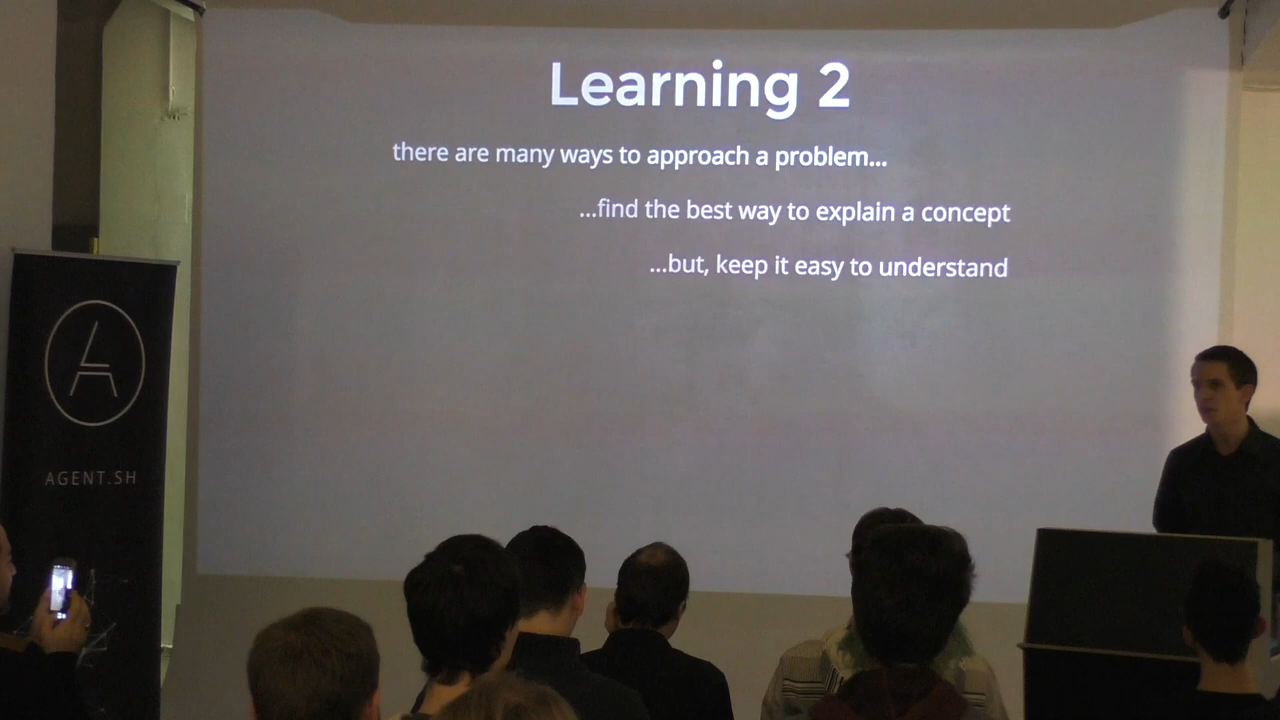 Learning 2
there are many ways to approach a problem...
...find the best way to explain a concept
...but, keep it easy to understand
AGENT.SH